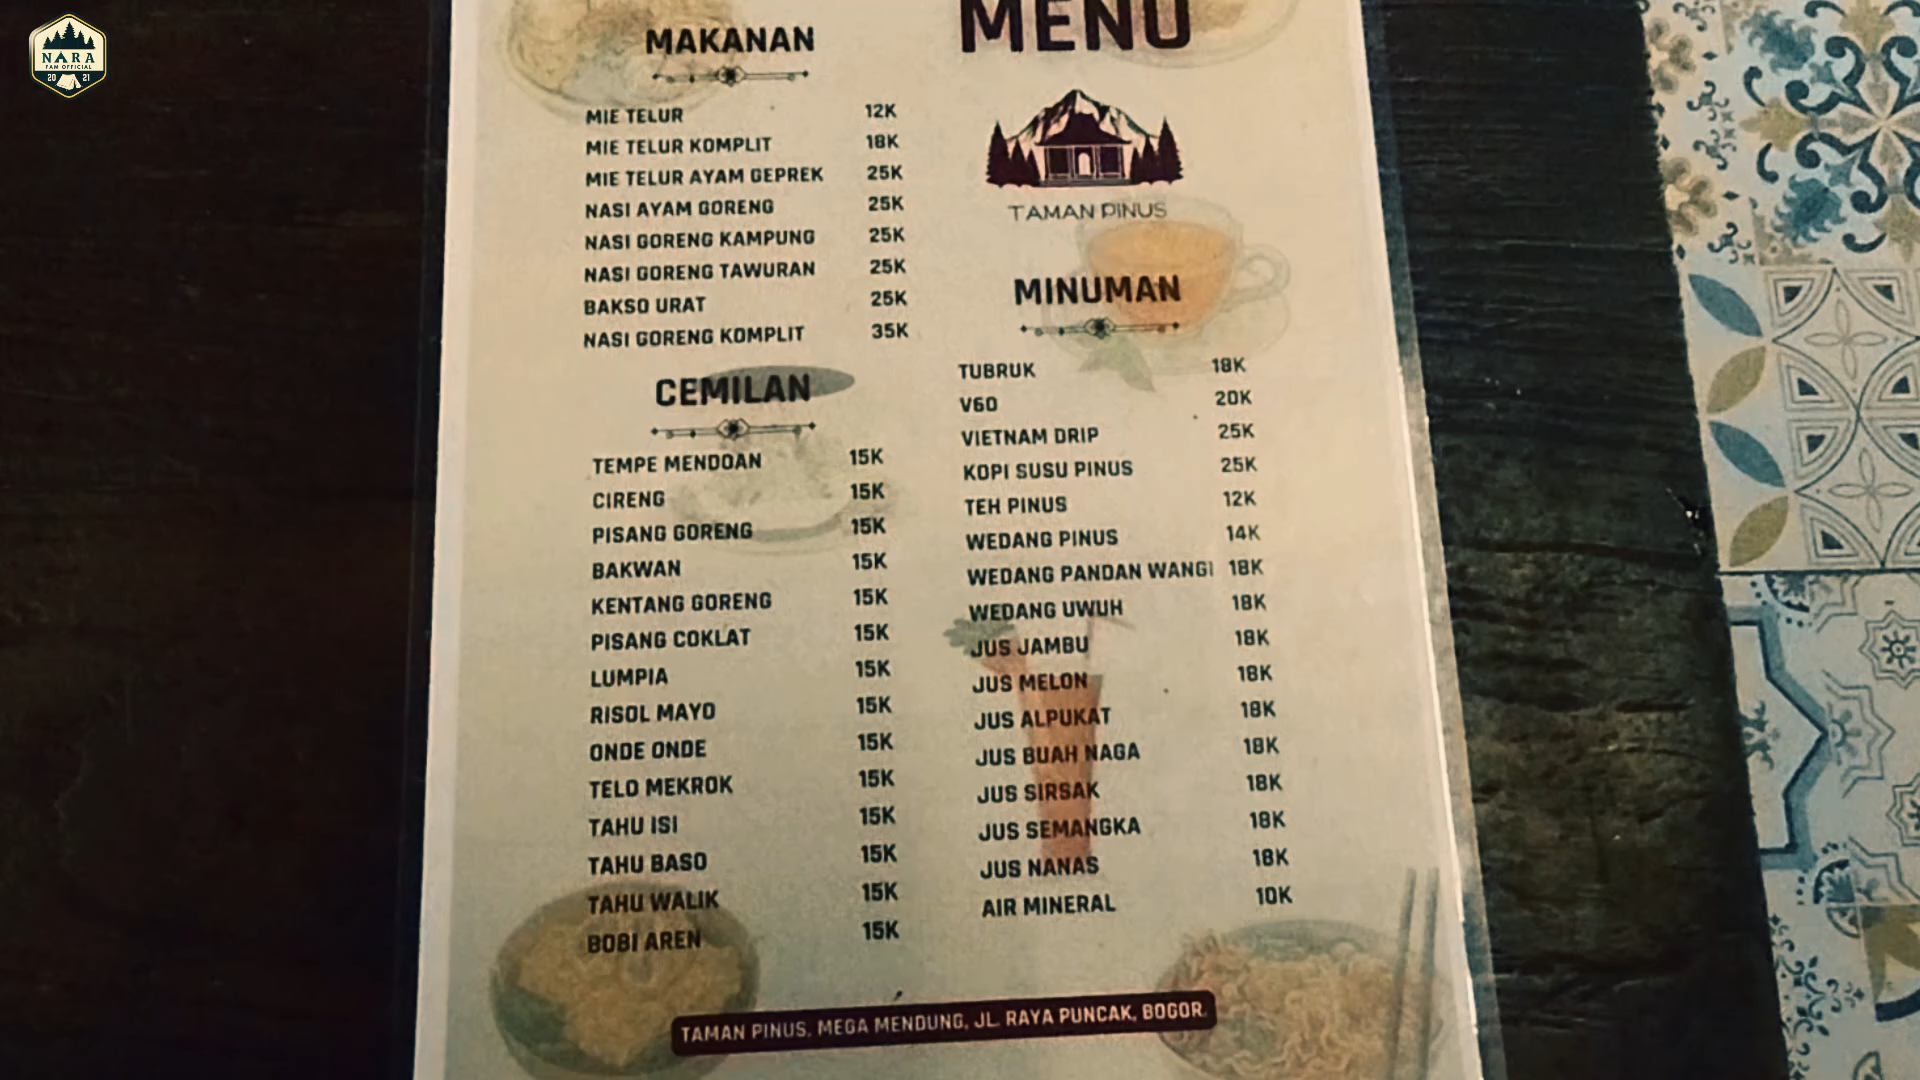 NARA
FAM OFFICIAL
20 21
MAKANAN
MIE TELUR 12K
MIE TELUR KOMPLIT 18K
MIE TELUR AYAM GEPREK 25K
NASI AYAM GORENG 25K
NASI GORENG KAMPUNG 25K
NASI GORENG TAWURAN 25K
BAKSO URAT 25K
NASI GORENG KOMPLIT 35K
CEMILAN
TEMPE MENDOAN 15K
CIRENG 15K
PISANG GORENG 15K
BAKWAN 15K
KENTANG GORENG 15K
PISANG COKLAT 15K
LUMPIA 15K
RISOL MAYO 15K
ONDE ONDE 15K
TELO MEKROK 15K
TAHU ISI 15K
TAHU BASO 15K
TAHU WALIK 15K
BOBI AREN 15K
MENU
TAMAN PINUS
MINUMAN
TUBRUK 18K
V60 20K
VIETNAM DRIP 25K
KOPI SUSU PINUS 25K
TEH PINUS 12K
WEDANG PINUS 14K
WEDANG PANDAN WANGI 18K
WEDANG UWUH 18K
JUS JAMBU 18K
JUS MELON 18K
JUS ALPUKAT 18K
JUS BUAH NAGA 18K
JUS SIRSAK 18K
JUS SEMANGKA 18K
JUS NANAS 18K
AIR MINERAL 10K
TAMAN PINUS, MEGA MENDUNG, JL. RAYA PUNCAK, BOGOR.